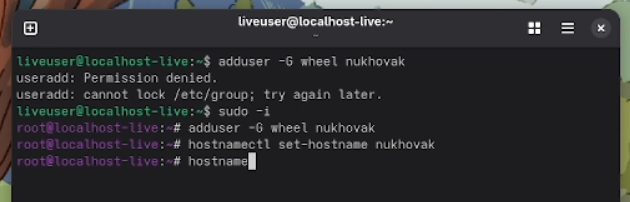 liveuser@localhost-live:~
liveuser@localhost-live:~$ adduser -G wheel nukhovak
useradd: Permission denied.
useradd: cannot lock /etc/group; try again later.
liveuser@localhost-live:~$ sudo -i
root@localhost-live:~# adduser -G wheel nukhovak
root@localhost-live:~# hostnamectl set-hostname nukhovak
root@localhost-live:~# hostname